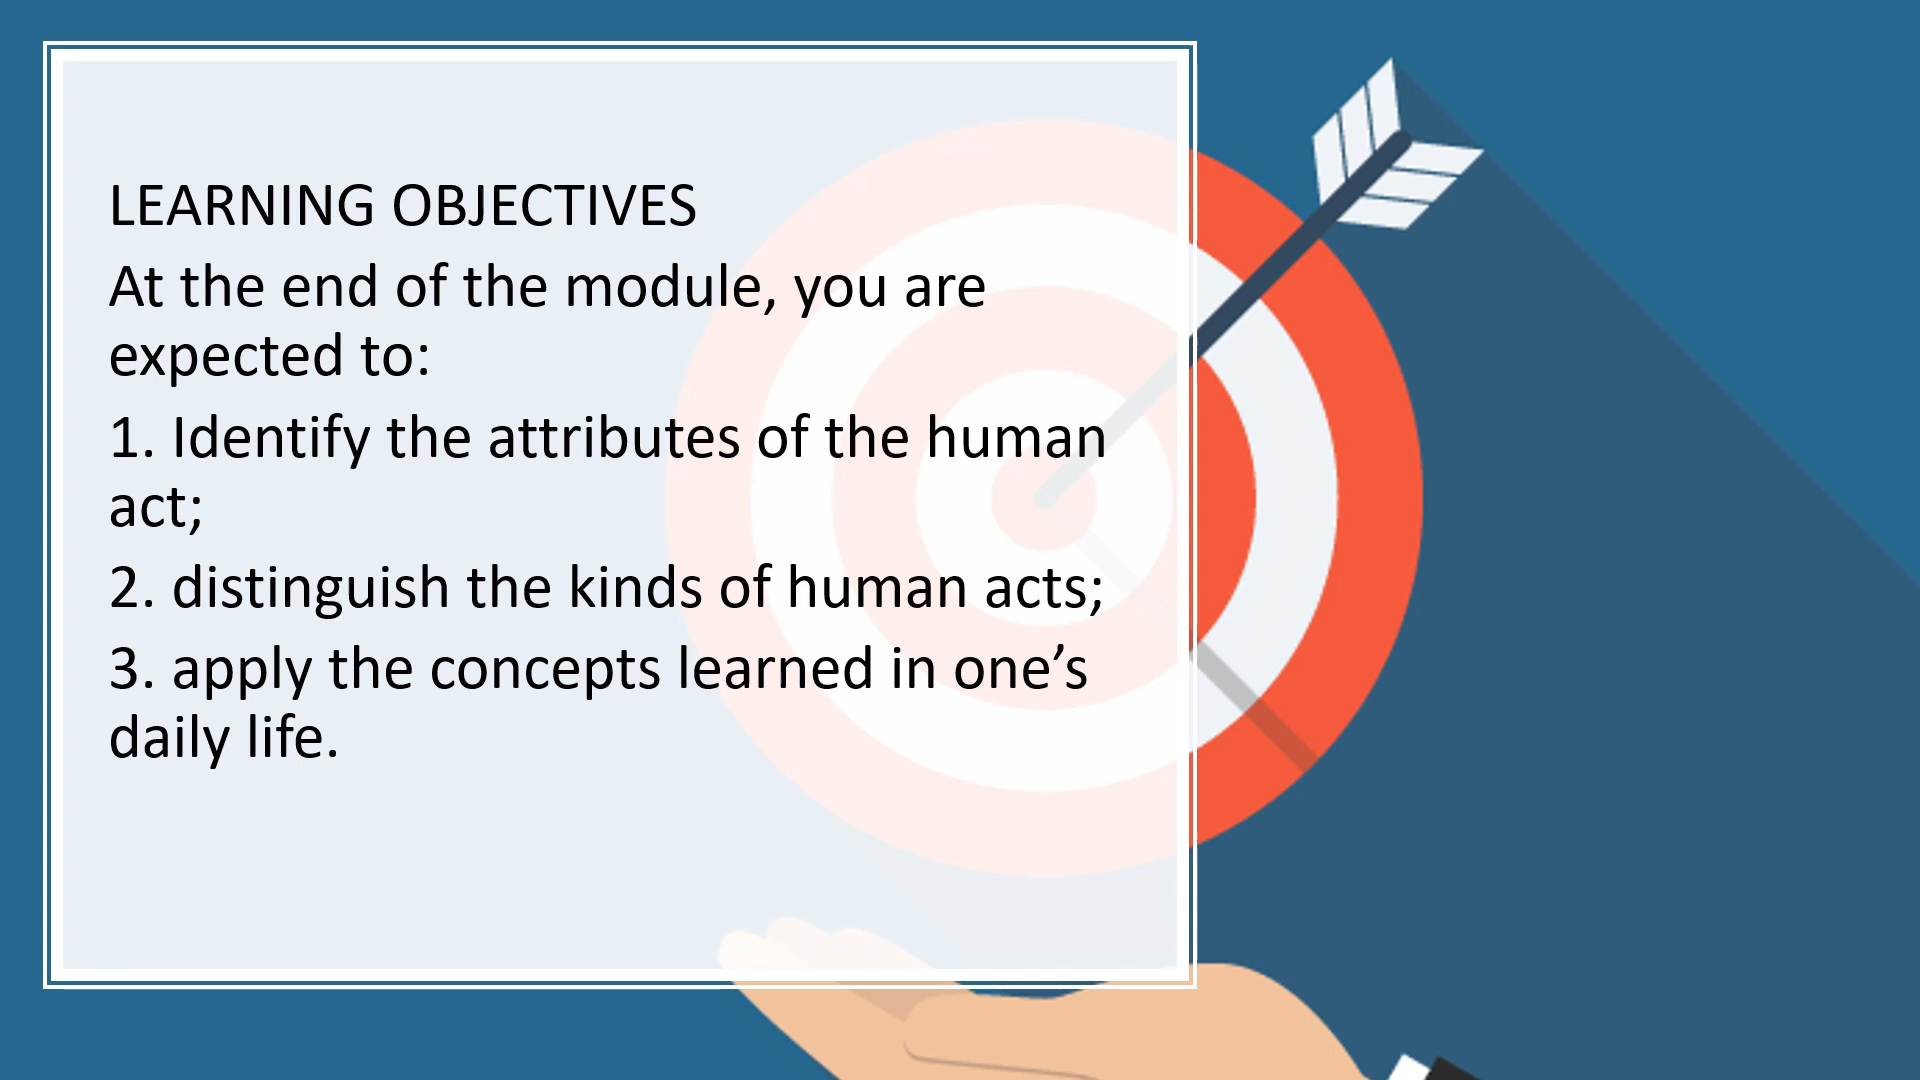 LEARNING OBJECTIVES
At the end of the module, you are
expected to:
1. Identify the attributes of the human
act;
2. distinguish the kinds of human acts;
3. apply the concepts learned in one’s
daily life.